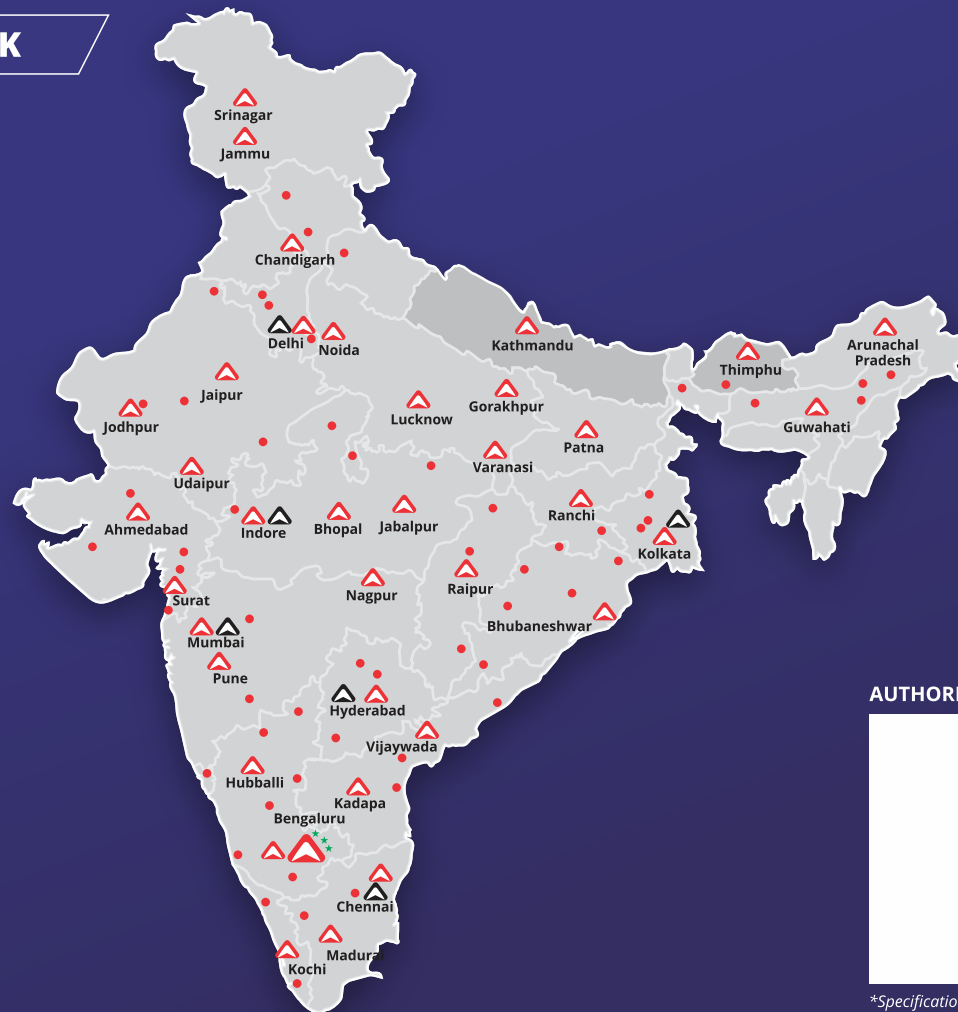 K
Srinagar
Jammu
Chandigarh
Delhi
Noida
Kathmandu
Arunachal
Pradesh
Thimphu
Jaipur
Jodhpur
Lucknow
Gorakhpur
Guwahati
Patna
Varanasi
Udaipur
Ahmedabad
Indore
Bhopal
Jabalpur
Ranchi
Kolkata
Surat
Nagpur
Raipur
Bhubaneshwar
Mumbai
Pune
Hyderabad
AUTHORI
Vijaywada
Hubballi
Kadapa
Bengaluru
Chennai
Madurai
Kochi
*Specificatio